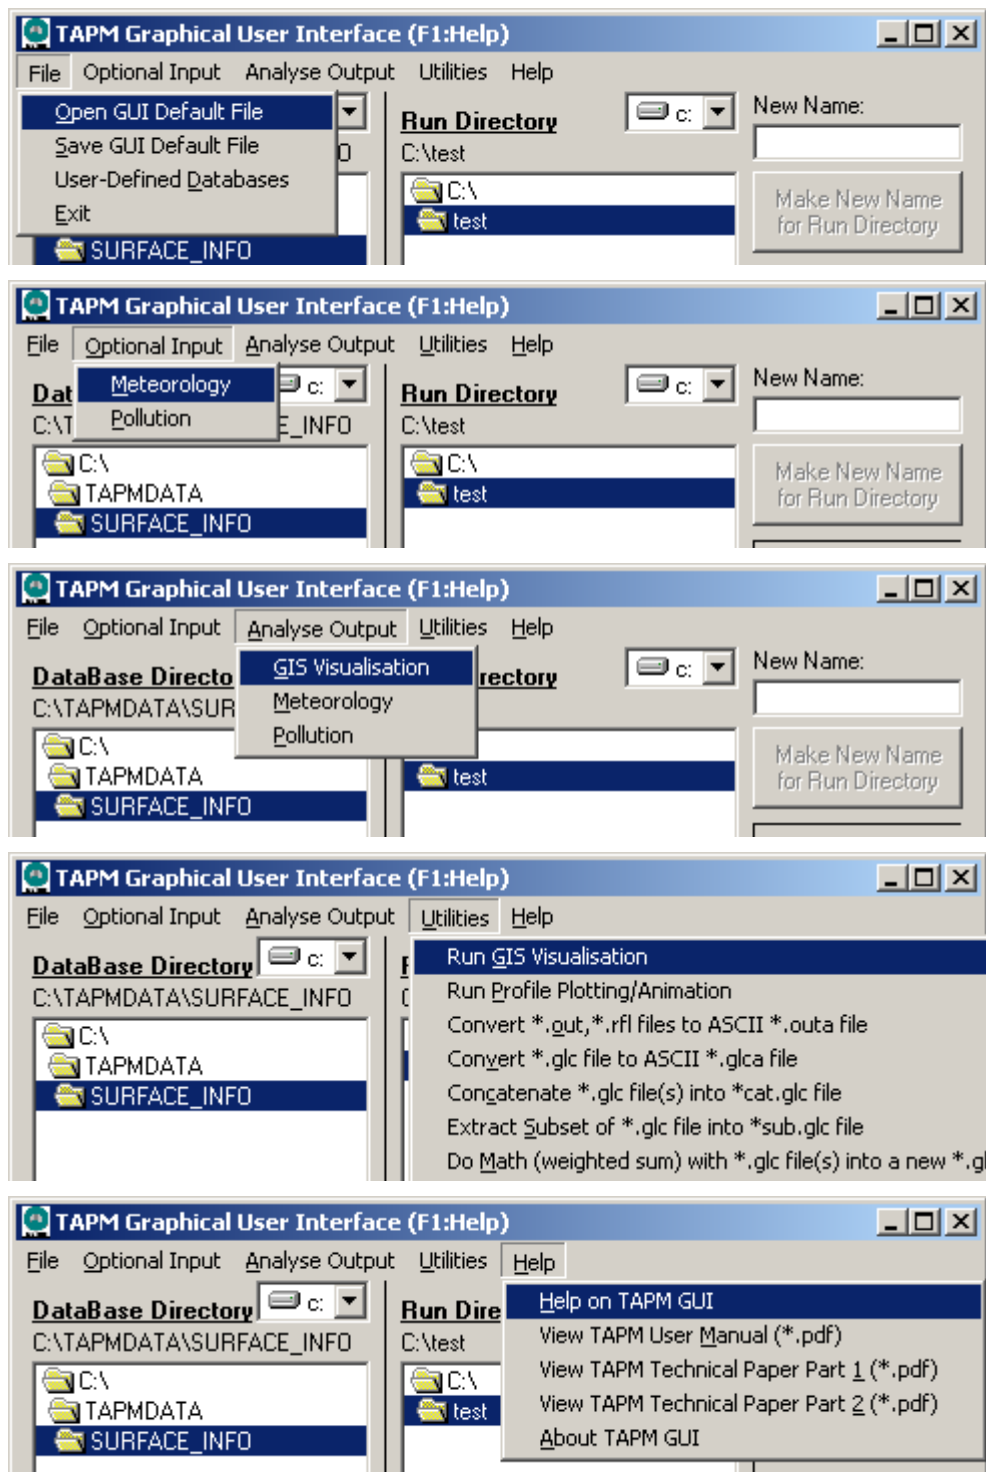 TAPM Graphical User Interface (F1:Help)
File Optional Input Analyse Output Utilities Help
Open GUI Default File
Save GUI Default File
User-Defined Databases
Exit
SURFACE_INFO
Run Directory
c:
C:\test
C:\
test
New Name:
Make New Name
for Run Directory
TAPM Graphical User Interface (F1:Help)
File Optional Input Analyse Output Utilities Help
Meteorology
Pollution
Dat
c:
C:\T
E_INFO
C:\
TAPMDATA
SURFACE_INFO
Run Directory
c:
C:\test
C:\
test
New Name:
Make New Name
for Run Directory
TAPM Graphical User Interface (F1:Help)
File Optional Input Analyse Output Utilities Help
GIS Visualisation
Meteorology
Pollution
DataBase Directo
C:\TAPMDATA\SUR
C:\
TAPMDATA
SURFACE_INFO
rectory
c:
test
New Name:
Make New Name
for Run Directory
TAPM Graphical User Interface (F1:Help)
File Optional Input Analyse Output Utilities Help
DataBase Directory
c:
C:\TAPMDATA\SURFACE_INFO
C:\
TAPMDATA
SURFACE_INFO
Run GIS Visualisation
Run Profile Plotting/Animation
Convert *.out,*.rfl files to ASCII *.outa file
Convert *.glc file to ASCII *.glca file
Concatenate *.glc file(s) into *cat.glc file
Extract Subset of *.glc file into *sub.glc file
Do Math (weighted sum) with *.glc file(s) into a new *.gl
TAPM Graphical User Interface (F1:Help)
File Optional Input Analyse Output Utilities Help
DataBase Directory
c:
C:\TAPMDATA\SURFACE_INFO
C:\
TAPMDATA
SURFACE_INFO
Run Dire
C:\test
C:\
test
Help on TAPM GUI
View TAPM User Manual (*.pdf)
View TAPM Technical Paper Part 1 (*.pdf)
View TAPM Technical Paper Part 2 (*.pdf)
About TAPM GUI